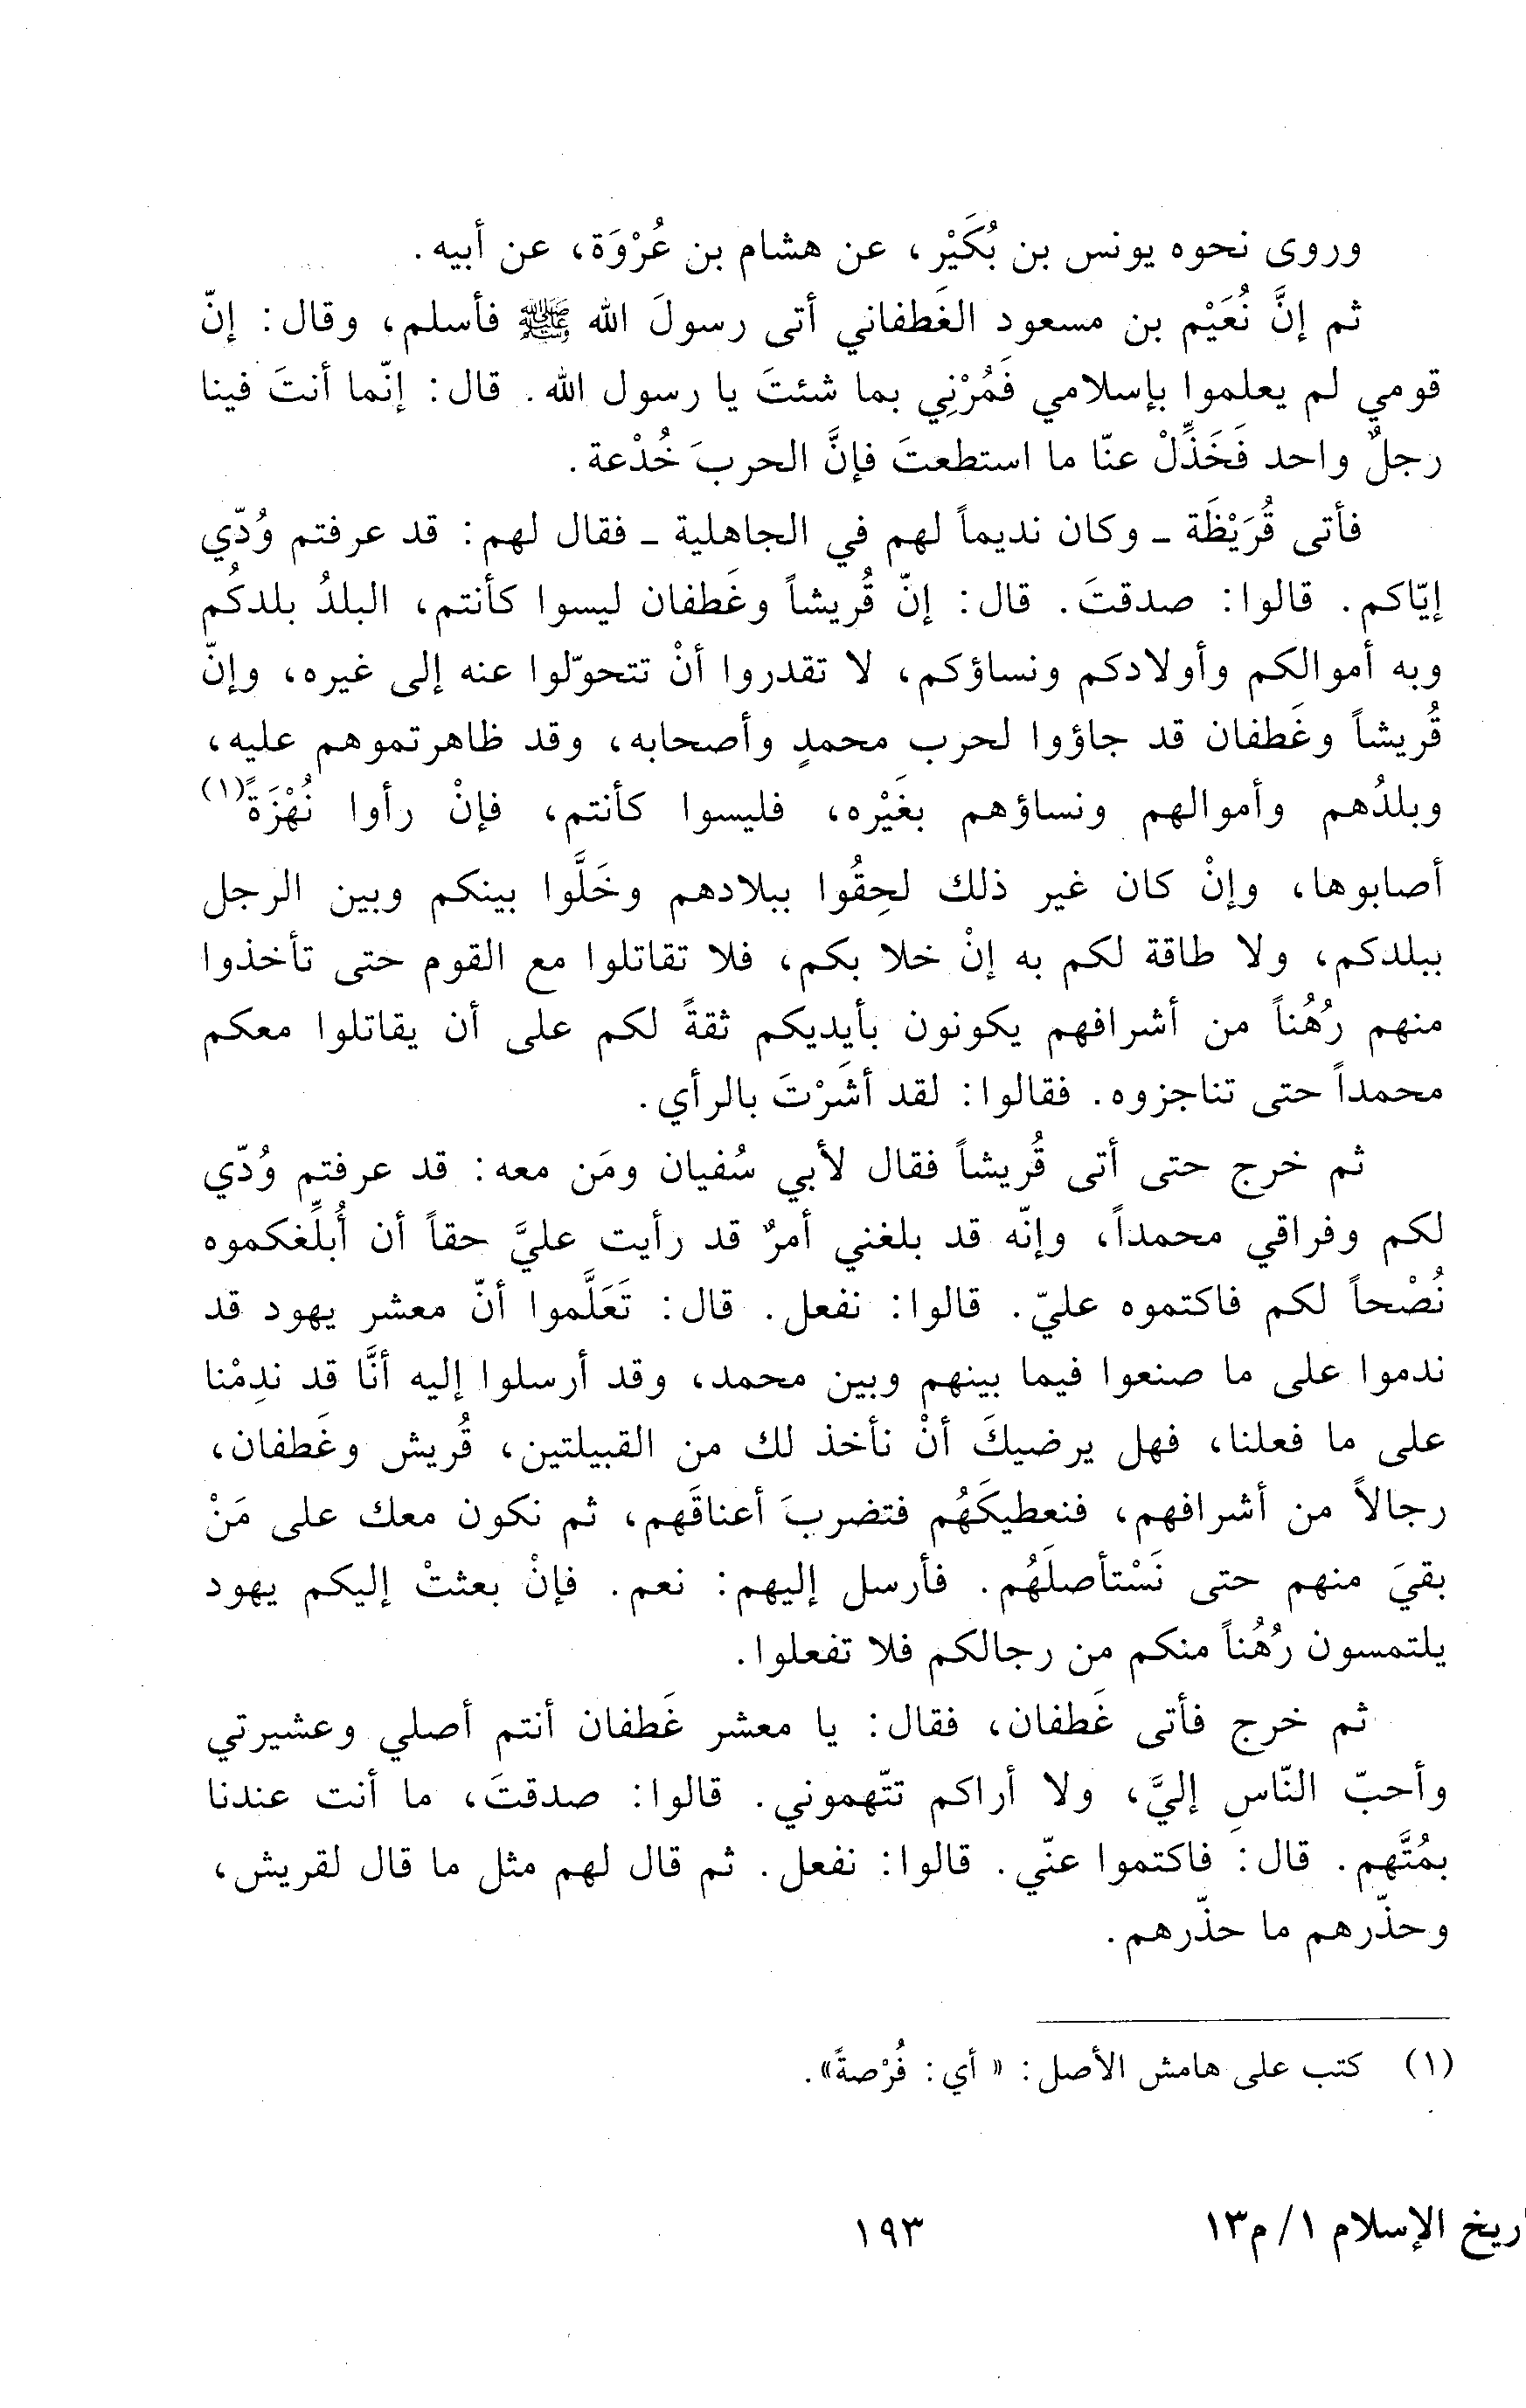 وروى نحوه يونس بن بُكَيْر، عن هشام بن عُرْوَة، عن أبيه.
ثم إنَّ نُعَيْم بن مسعود الغَطفاني أتى رسولَ الله ﷺ فأسلم، وقال: إنّ
قومي لم يعلموا بإسلامي فَمُرْنِي بما شئتَ يا رسول الله. قال: إنّما أنتَ فينا
رجلٌ واحد فَخَذِّلْ عنّا ما استطعتَ فإنَّ الحربَ خُدْعة.
فأتى قُرَيْظَة ـ وكان نديماً لهم في الجاهلية ـ فقال لهم: قد عرفتم وُدّي
إيّاكم. قالوا: صدقتَ. قال: إنّ قُريشاً وغَطفان ليسوا كأنتم، البلدُ بلدكُم
وبه أموالكم وأولادكم ونساؤكم، لا تقدروا أنْ تتحوّلوا عنه إلى غيره، وإنّ
قُريشاً وغَطفان قد جاؤوا لحرب محمدٍ وأصحابه، وقد ظاهرتموهم عليه،
وبلدُهم وأموالهم ونساؤهم بغَيْره، فليسوا كأنتم، فإنْ رأوا نُهْزَةً(١)
أصابوها، وإنْ كان غير ذلك لحِقُوا ببلادهم وخَلَّوا بينكم وبين الرجل
ببلدكم، ولا طاقة لكم به إنْ خلا بكم، فلا تقاتلوا مع القوم حتى تأخذوا
منهم رُهُناً من أشرافهم يكونون بأيديكم ثقةً لكم على أن يقاتلوا معكم
محمداً حتى تناجزوه. فقالوا: لقد أشَرْتَ بالرأي.
ثم خرج حتى أتى قُريشاً فقال لأبي سُفيان ومَن معه: قد عرفتم وُدّي
لكم وفراقي محمداً، وإنّه قد بلغني أمرٌ قد رأيت عليَّ حقاً أن أُبلِّغكموه
نُصْحاً لكم فاكتموه عليّ. قالوا: نفعل. قال: تَعَلَّموا أنّ معشر يهود قد
ندموا على ما صنعوا فيما بينهم وبين محمد، وقد أرسلوا إليه أنَّا قد ندِمْنا
على ما فعلنا، فهل يرضيكَ أنْ نأخذ لك من القبيلتين، قُريش وغَطفان،
رجالاً من أشرافهم، فنعطيكَهُم فتضربَ أعناقَهم، ثم نكون معك على مَنْ
بقيَ منهم حتى نَسْتأصلَهُم. فأرسل إليهم: نعم. فإنْ بعثتْ إليكم يهود
يلتمسون رُهُناً منكم من رجالكم فلا تفعلوا.
ثم خرج فأتى غَطفان، فقال: يا معشر غَطفان أنتم أصلي وعشيرتي
وأحبّ النّاسِ إليَّ، ولا أراكم تتّهموني. قالوا: صدقتَ، ما أنت عندنا
بمُتَّهم. قال: فاكتموا عنّي. قالوا: نفعل. ثم قال لهم مثل ما قال لقريش،
وحذّرهم ما حذّرهم.
(١) كتب على هامش الأصل: «أي: فُرْصةً».
اريخ الإسلام ١/م١٣
١٩٣